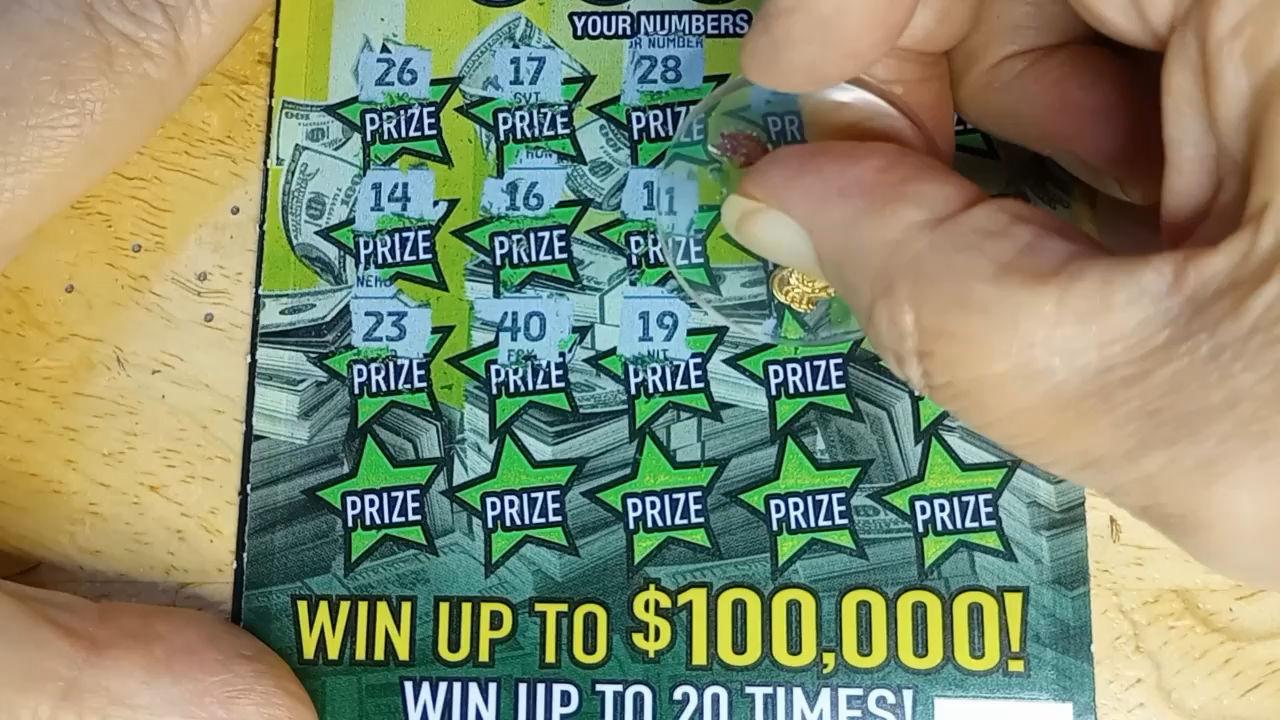 YOUR NUMBERS
26 17 28
PRIZE PRIZE PRIZE
14 16 11
PRIZE PRIZE PRIZE
23 40 19
PRIZE PRIZE PRIZE PRIZE
PRIZE PRIZE PRIZE PRIZE PRIZE
WIN UP TO $100,000!
WIN UP TO 20 TIMES!